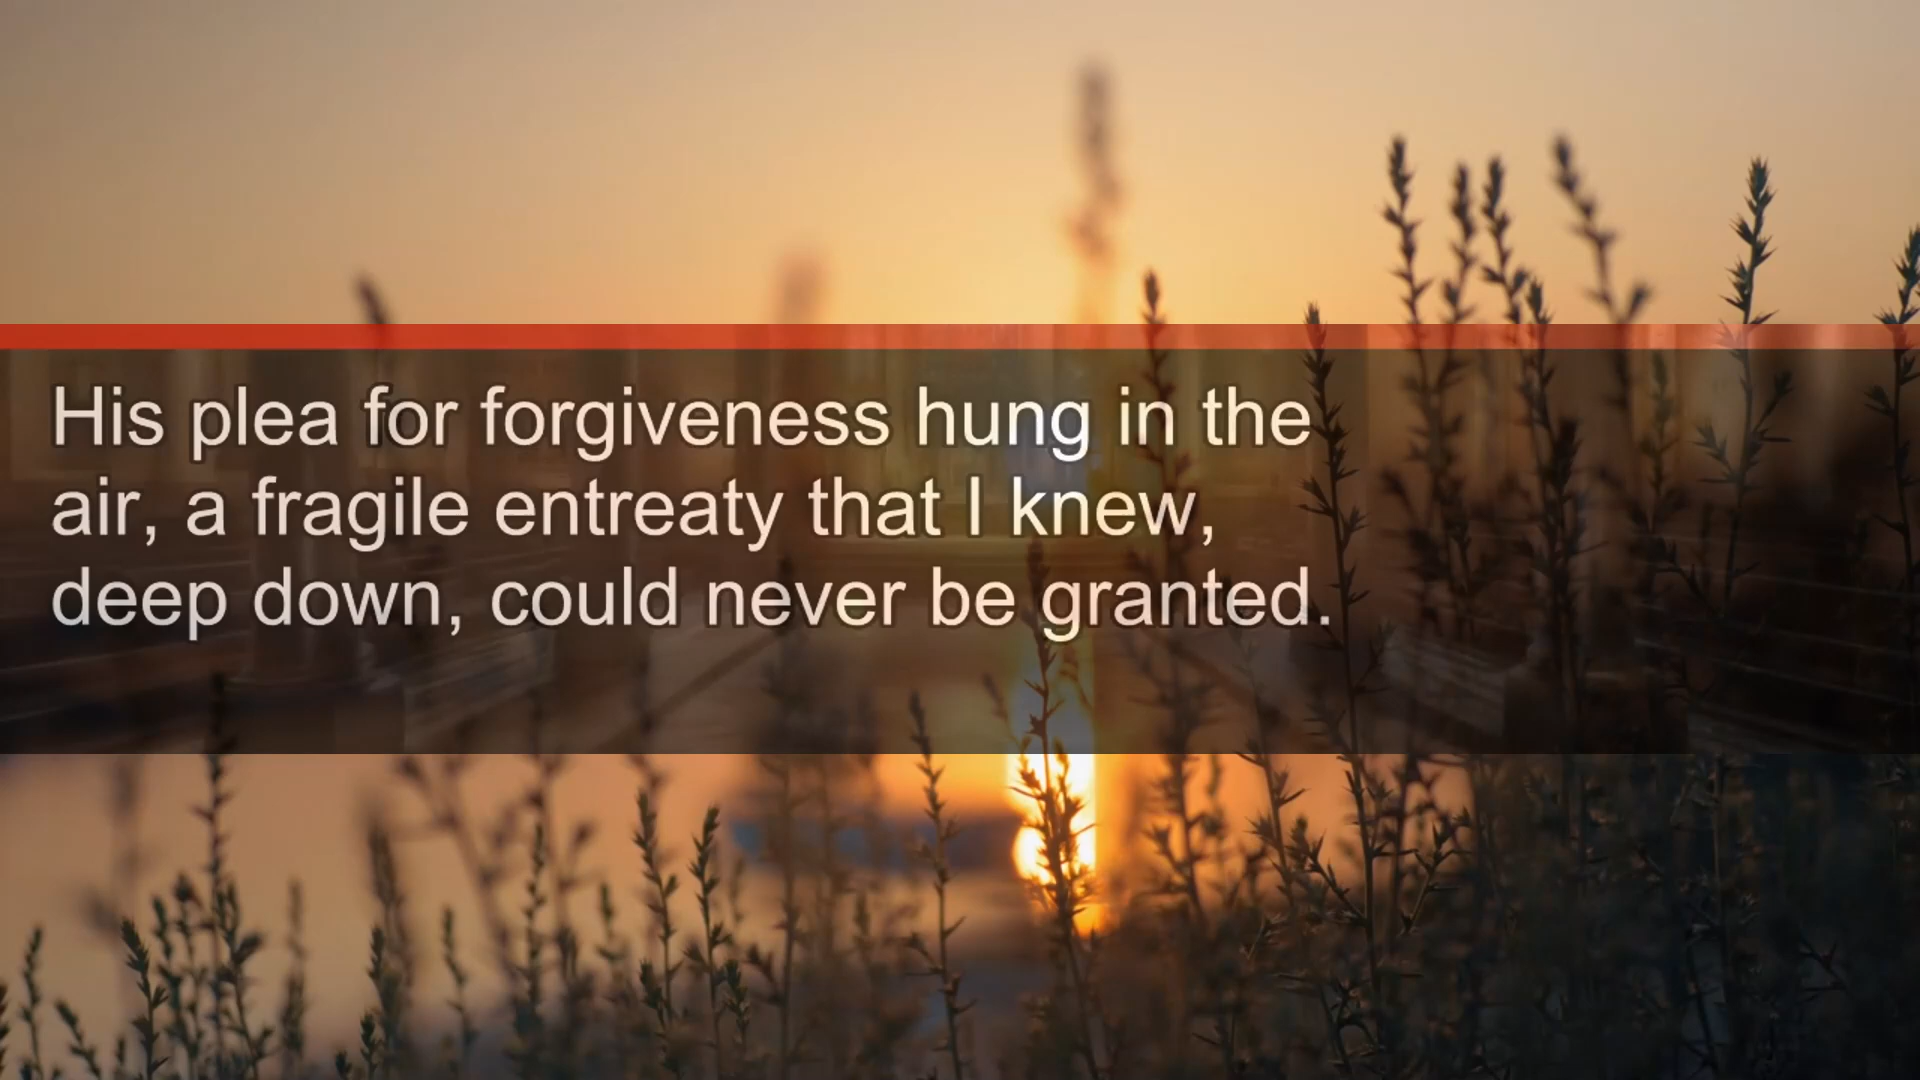 His plea for forgiveness hung in the
air, a fragile entreaty that I knew,
deep down, could never be granted.